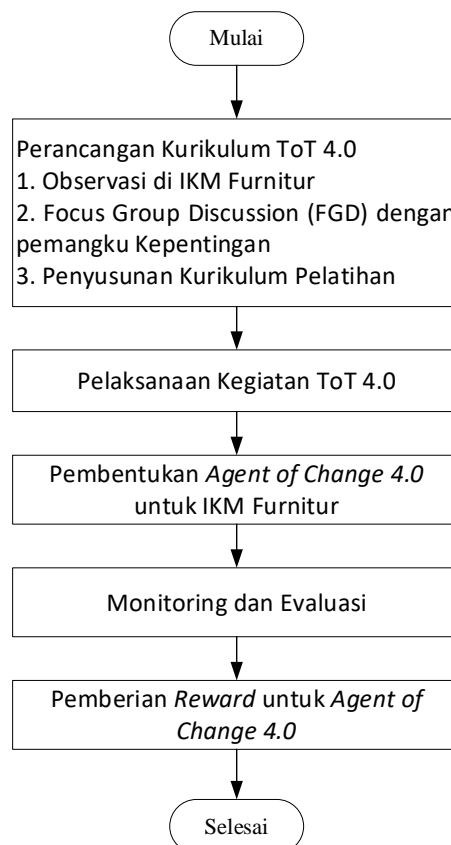 Mulai
Perancangan Kurikulum ToT 4.0
1. Observasi di IKM Furnitur
2. Focus Group Discussion (FGD) dengan
pemangku Kepentingan
3. Penyusunan Kurikulum Pelatihan
Pelaksanaan Kegiatan ToT 4.0
Pembentukan Agent of Change 4.0
untuk IKM Furnitur
Monitoring dan Evaluasi
Pemberian Reward untuk Agent of
Change 4.0
Selesai